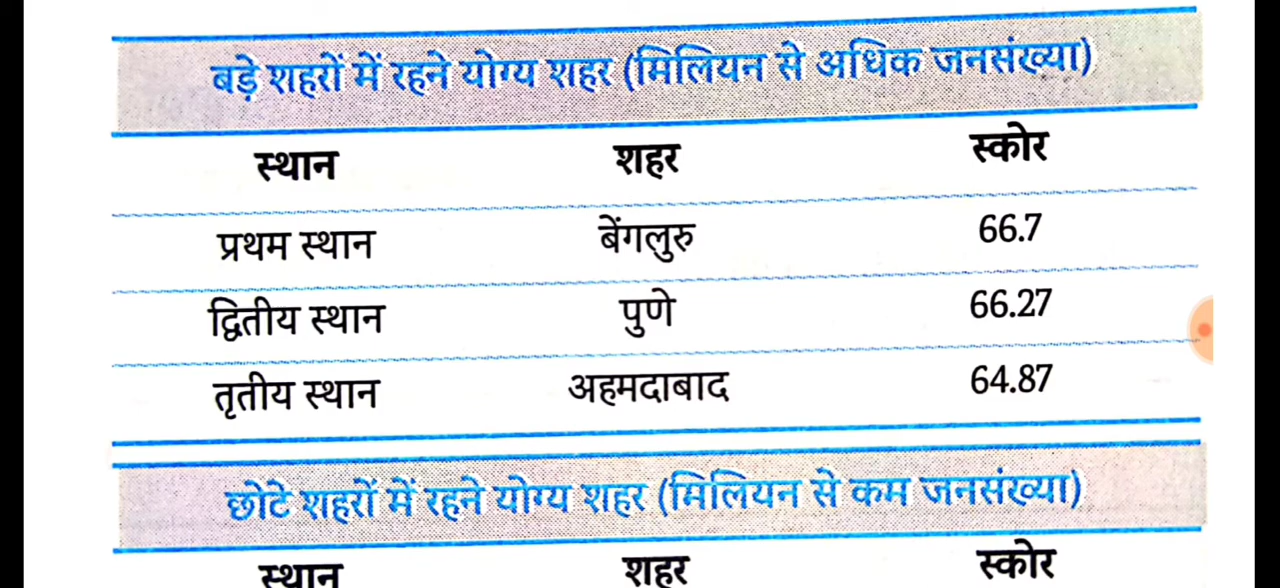 बड़े शहरों में रहने योग्य शहर (मिलियन से अधिक जनसंख्या)
स्थान शहर स्कोर
प्रथम स्थान बेंगलुरु 66.7
द्वितीय स्थान पुणे 66.27
तृतीय स्थान अहमदाबाद 64.87
छोटे शहरों में रहने योग्य शहर (मिलियन से कम जनसंख्या)
स्थान शहर स्कोर